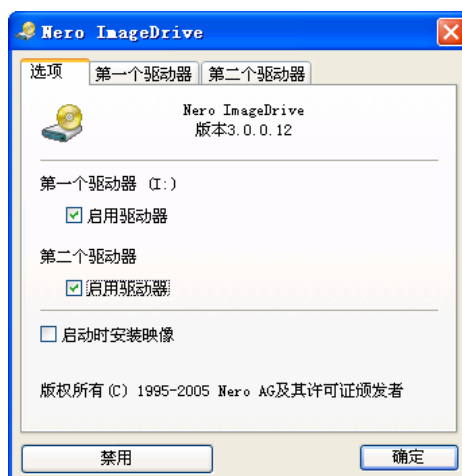 Nero ImageDrive
选项 第一个驱动器 第二个驱动器
Nero ImageDrive
版本3.0.0.12
第一个驱动器 (I:)
启用驱动器
第二个驱动器
启用驱动器
启动时安装映像
版权所有(C) 1995-2005 Nero AG及其许可证颁发者
禁用 确定